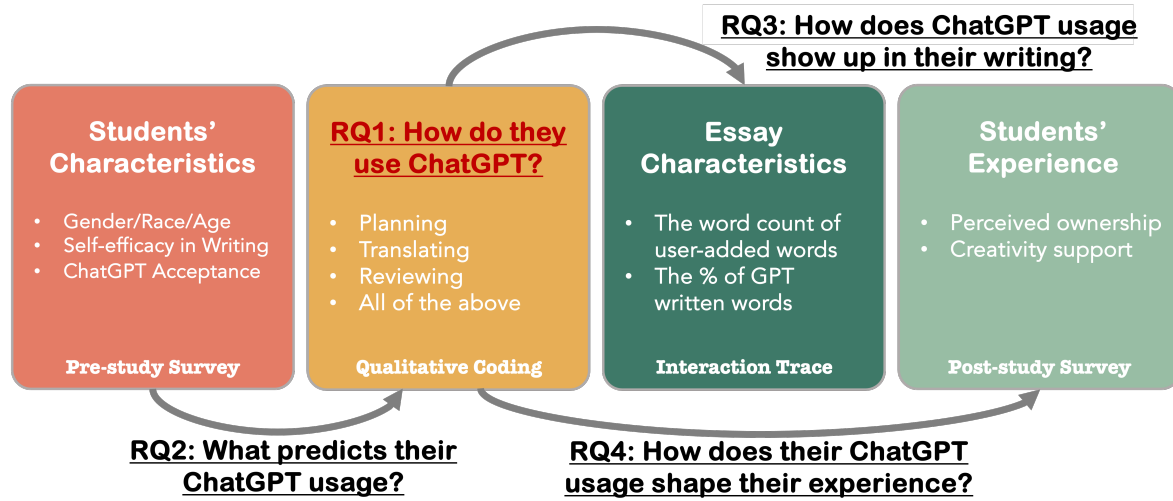 RQ3: How does ChatGPT usage
show up in their writing?
Students'
Characteristics
• Gender/Race/Age
• Self-efficacy in Writing
• ChatGPT Acceptance
Pre-study Survey
RQ1: How do they
use ChatGPT?
• Planning
• Translating
• Reviewing
• All of the above
Qualitative Coding
Essay
Characteristics
• The word count of
user-added words
• The % of GPT
written words
Interaction Trace
Students'
Experience
• Perceived ownership
• Creativity support
Post-study Survey
RQ2: What predicts their
ChatGPT usage?
RQ4: How does their ChatGPT
usage shape their experience?